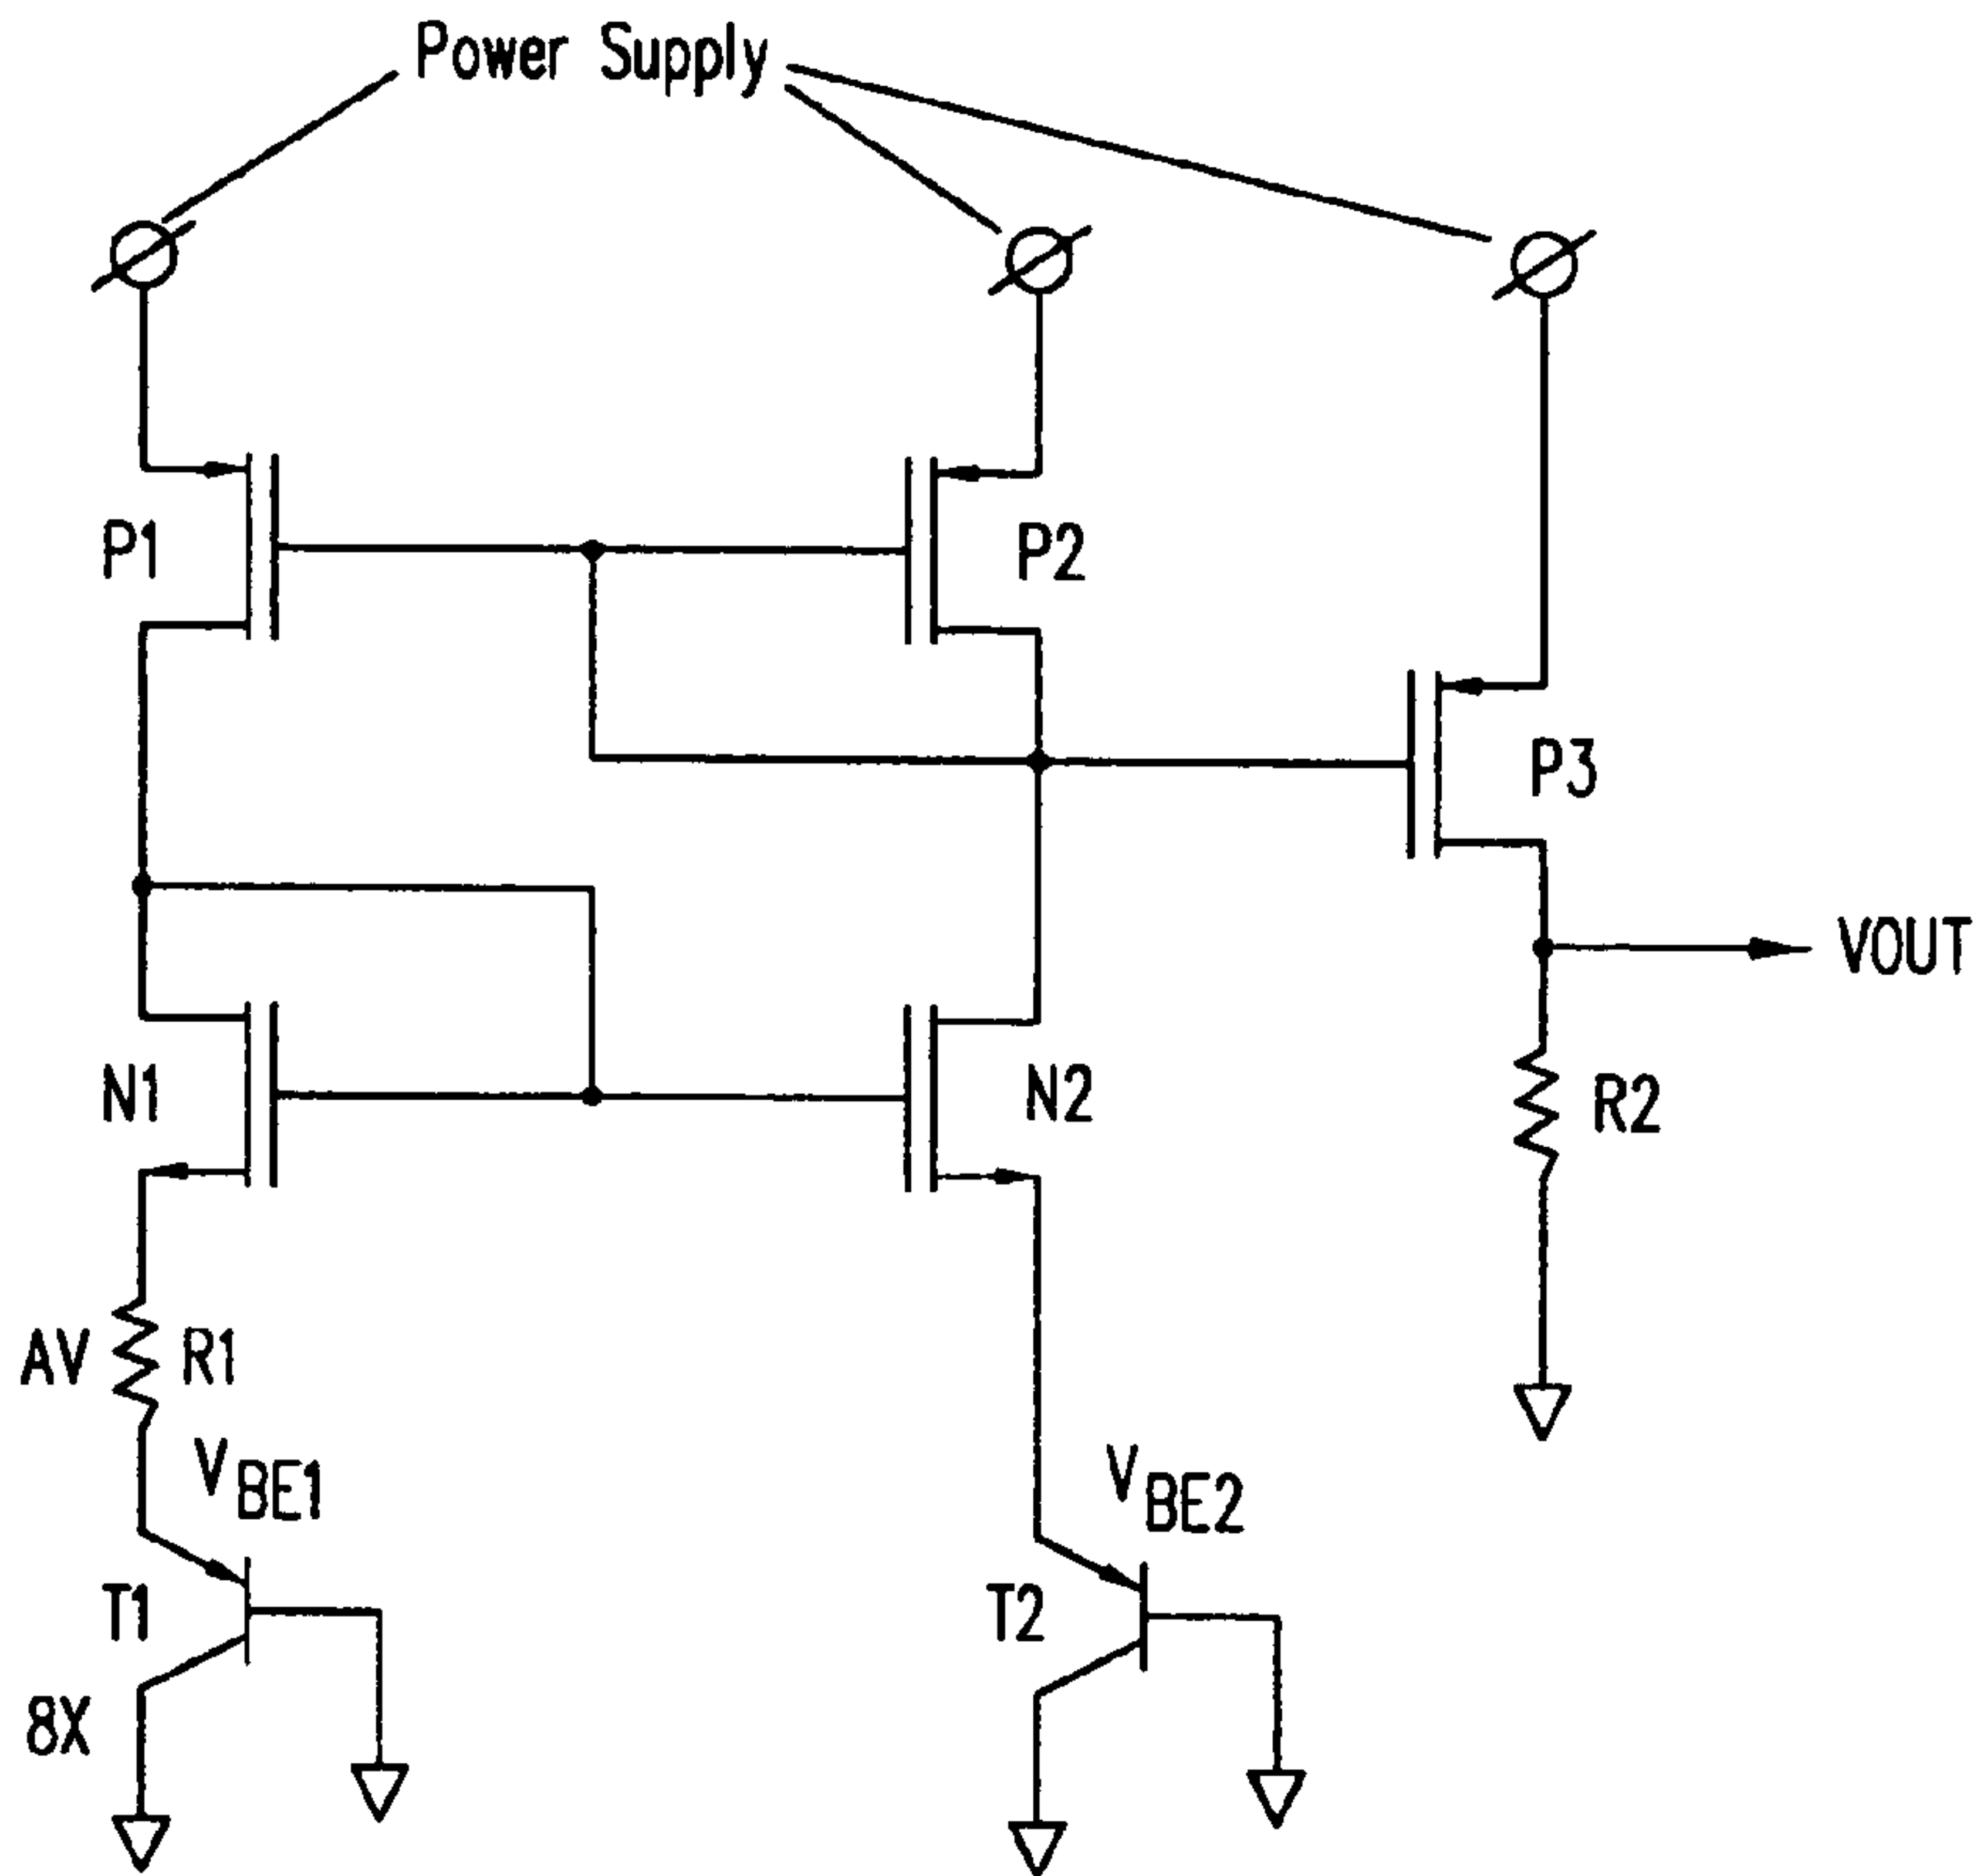 Power Supply
P1
P2
P3
VOUT
N1
N2
R2
AV
R1
VBE1
VBE2
T1
T2
8X